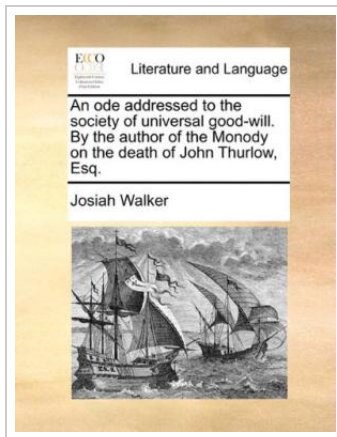 ECCO
Literature and Language
An ode addressed to the
society of universal good-will.
By the author of the Monody
on the death of John Thurlow,
Esq.
Josiah Walker